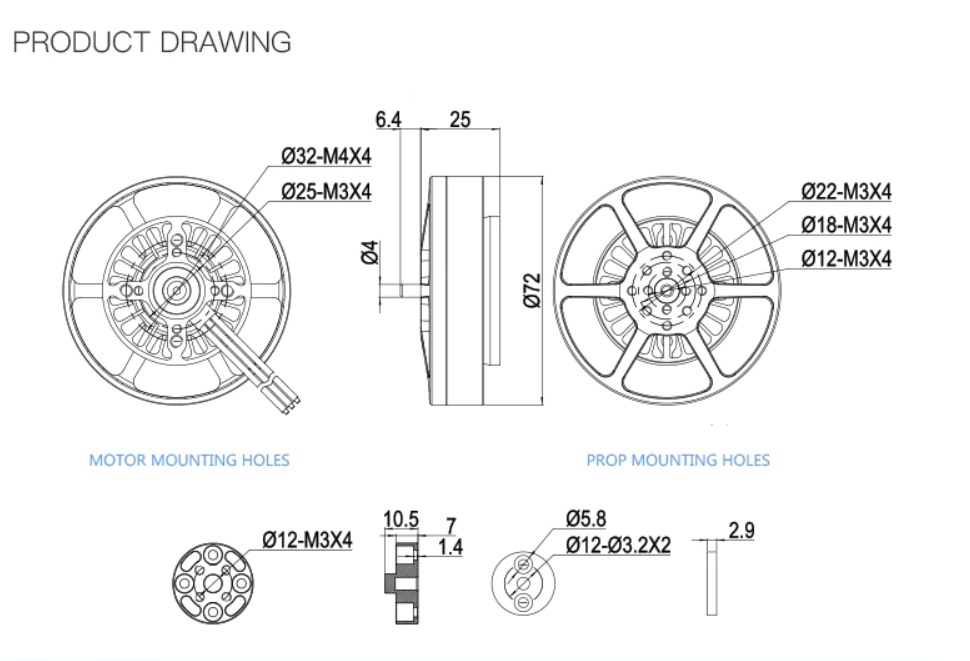 PRODUCT DRAWING
6.4
25
Ø32-M4X4
Ø25-M3X4
Ø4
Ø72
Ø22-M3X4
Ø18-M3X4
Ø12-M3X4
MOTOR MOUNTING HOLES
PROP MOUNTING HOLES
Ø12-M3X4
10.5
7
1.4
Ø5.8
Ø12-Ø3.2X2
2.9